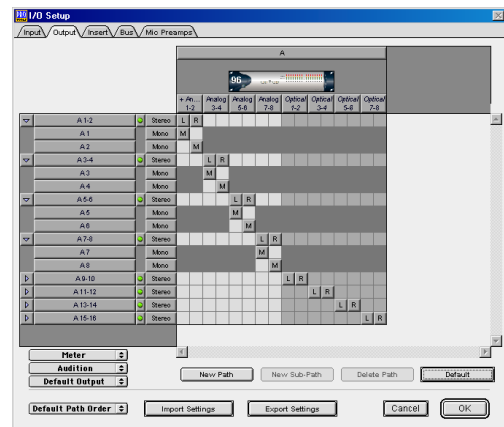 I/O Setup
Input Output Insert Bus Mic Preamps
A
96
+ An... Analog Analog Analog Optical Optical Optical Optical
1-2 3-4 5-6 7-8 1-2 3-4 5-6 7-8
A 1-2 Stereo L R
A 1 Mono M
A 2 Mono M
A 3-4 Stereo L R
A 3 Mono M
A 4 Mono M
A 5-6 Stereo L R
A 5 Mono M
A 6 Mono M
A 7-8 Stereo L R
A 7 Mono M
A 8 Mono M
A 9-10 Stereo L R
A 11-12 Stereo L R
A 13-14 Stereo L R
A 15-16 Stereo L R
Meter
Audition
Default Output
New Path New Sub-Path Delete Path Default
Default Path Order Import Settings Export Settings Cancel OK